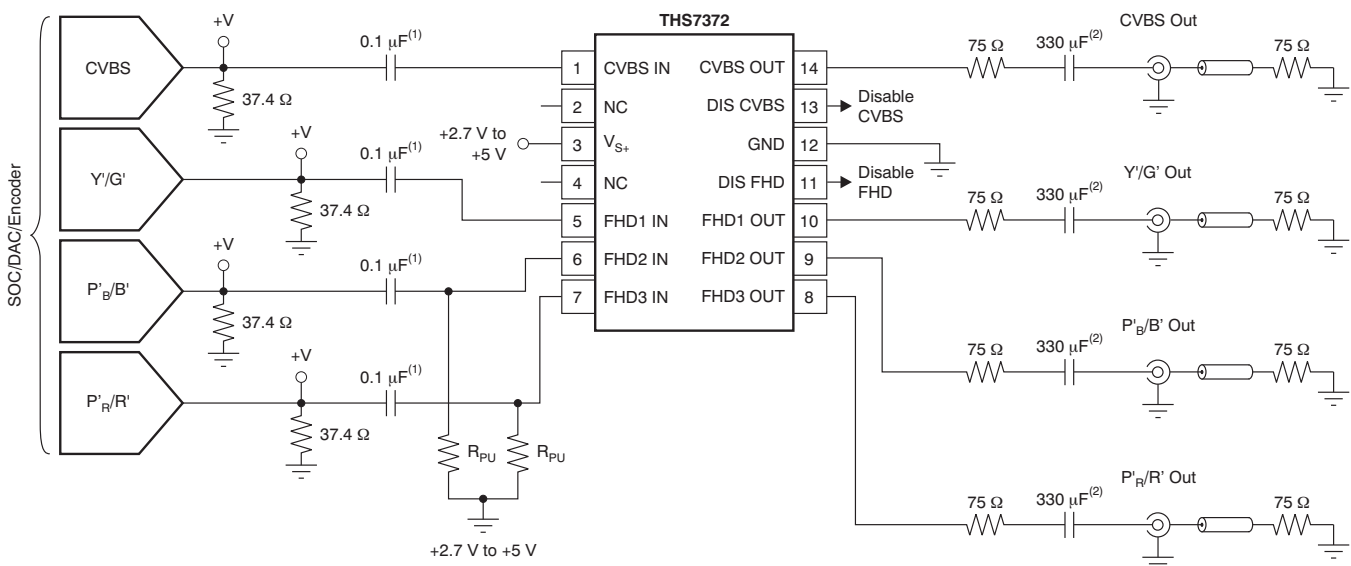 THS7372
SOC/DAC/Encoder
CVBS
+V
37.4 Ω
0.1 µF(1)
Y'/G'
+V
37.4 Ω
0.1 µF(1)
P'B/B'
+V
37.4 Ω
0.1 µF(1)
P'R/R'
+V
37.4 Ω
0.1 µF(1)
RPU
RPU
+2.7 V to +5 V
+2.7 V to
+5 V
1 CVBS IN
2 NC
3 VS+
4 NC
5 FHD1 IN
6 FHD2 IN
7 FHD3 IN
CVBS OUT 14
DIS CVBS 13
GND 12
DIS FHD 11
FHD1 OUT 10
FHD2 OUT 9
FHD3 OUT 8
Disable
CVBS
Disable
FHD
CVBS Out
75 Ω
330 µF(2)
75 Ω
Y'/G' Out
75 Ω
330 µF(2)
75 Ω
P'B/B' Out
75 Ω
330 µF(2)
75 Ω
P'R/R' Out
75 Ω
330 µF(2)
75 Ω